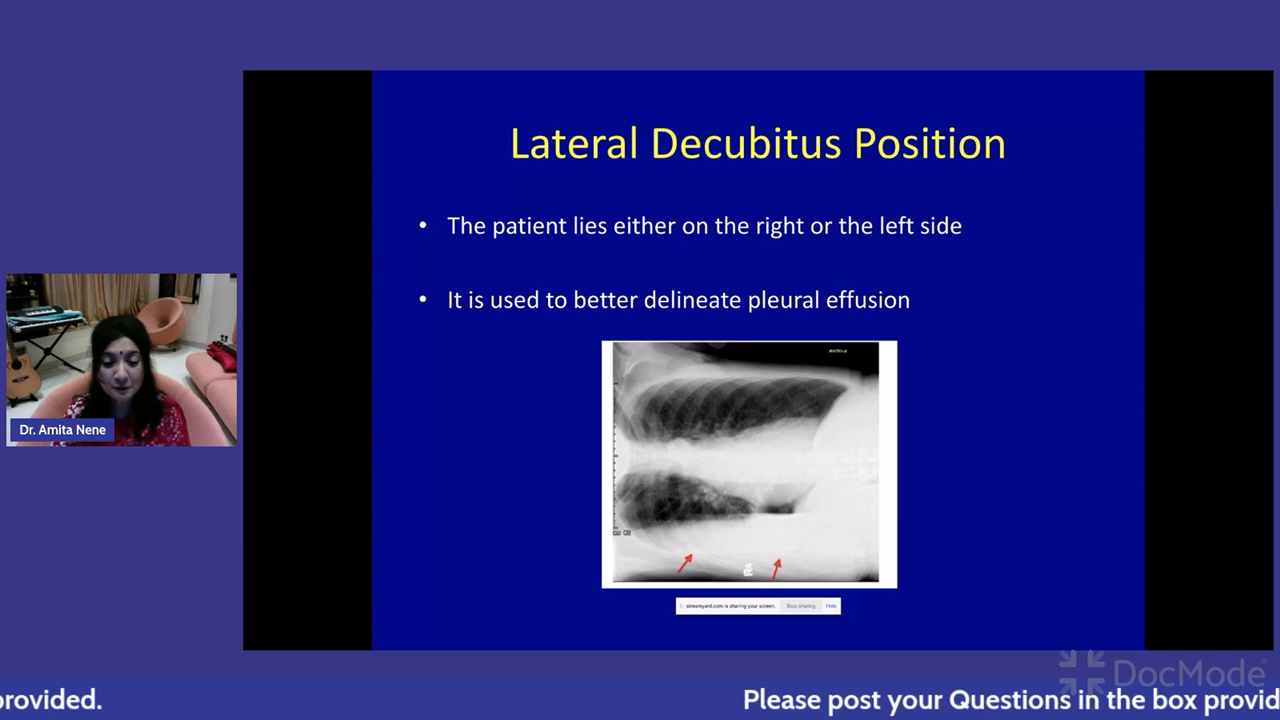 Lateral Decubitus Position
• The patient lies either on the right or the left side
• It is used to better delineate pleural effusion
Dr. Amita Nene
streamyard.com is sharing your screen. Stop sharing Hide
DocMode
provided. Please post your Questions in the box provid